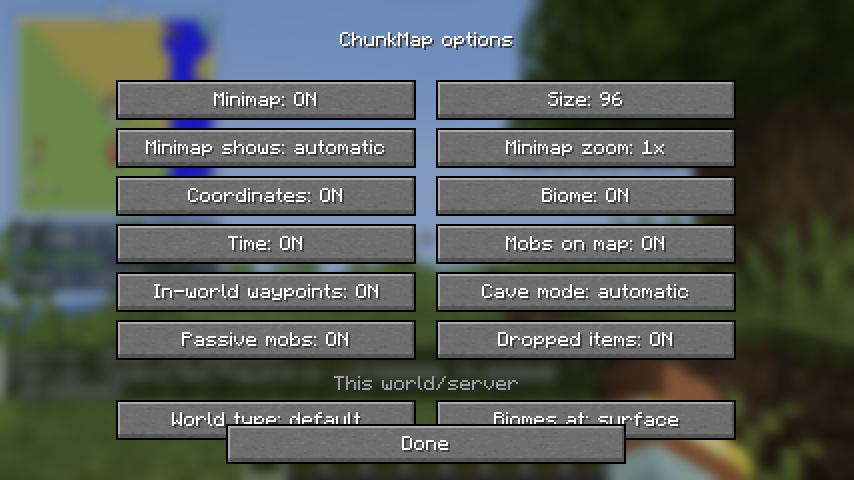 ChunkMap options
Minimap: ON
Size: 96
Minimap shows: automatic
Minimap zoom: 1x
Coordinates: ON
Biome: ON
Time: ON
Mobs on map: ON
In-world waypoints: ON
Cave mode: automatic
Passive mobs: ON
Dropped items: ON
This world/server
World type: default
Biomes at: surface
Done